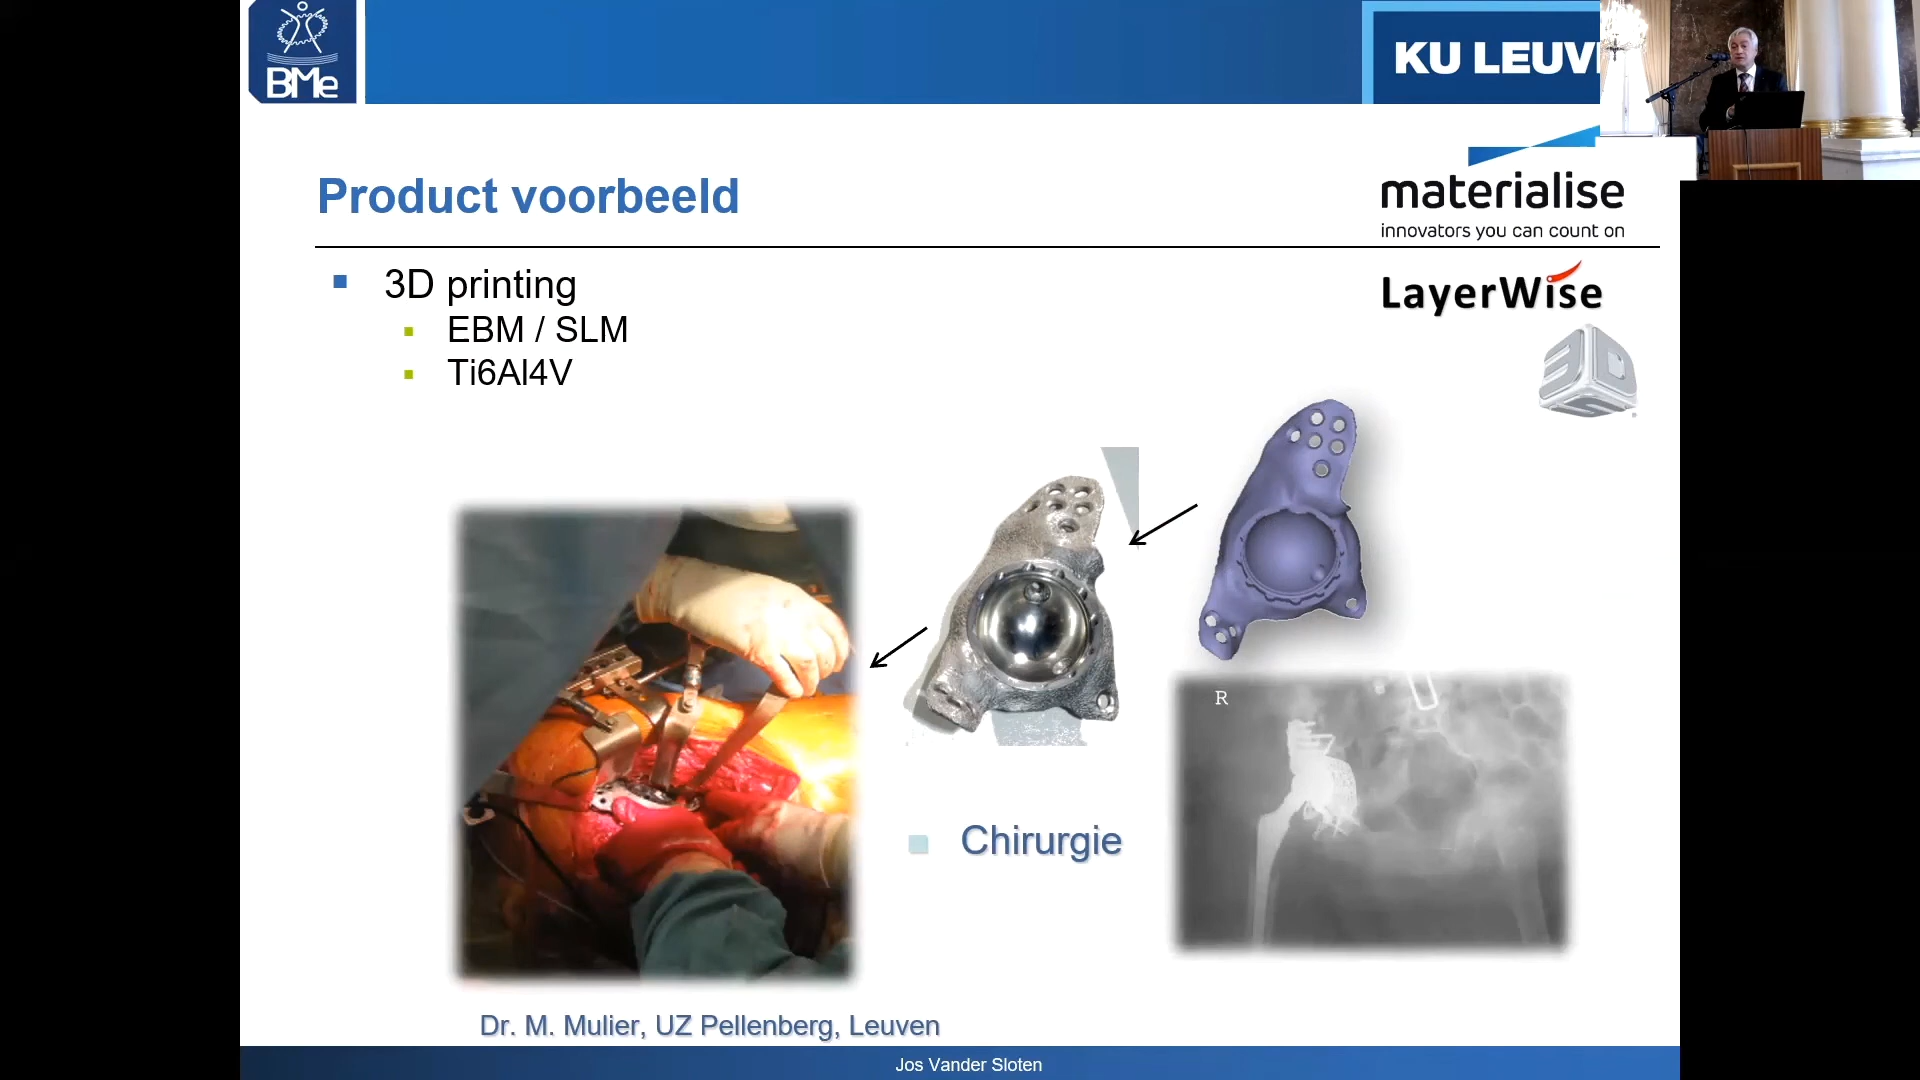 BMe
KU LEUV
Product voorbeeld
materialise
innovators you can count on
3D printing
LayerWise
EBM / SLM
Ti6Al4V
3DS
R
Chirurgie
Dr. M. Mulier, UZ Pellenberg, Leuven
Jos Vander Sloten